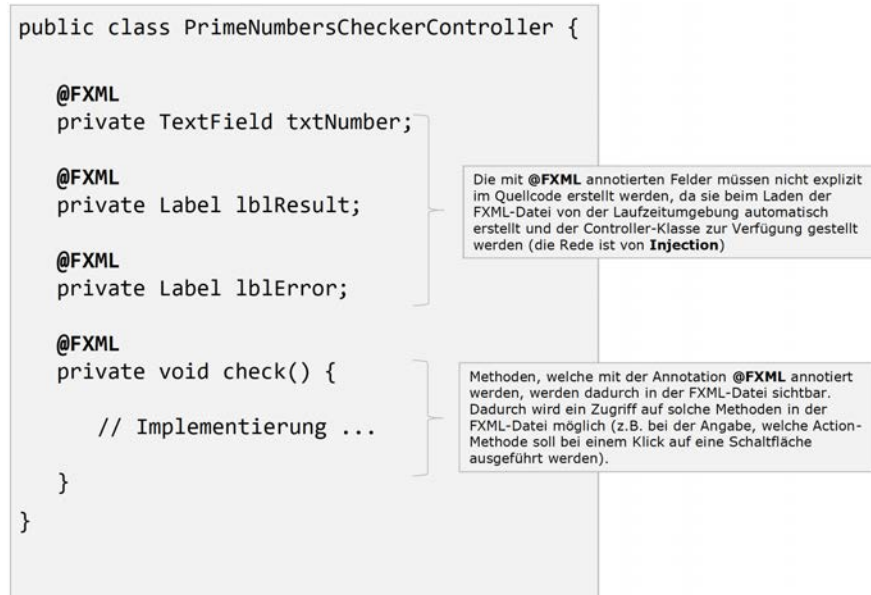 public class PrimeNumbersCheckerController {
@FXML
private TextField txtNumber;
@FXML
private Label lblResult;
@FXML
private Label lblError;
@FXML
private void check() {
// Implementierung ...
}
}
Die mit @FXML annotierten Felder müssen nicht explizit
im Quellcode erstellt werden, da sie beim Laden der
FXML-Datei von der Laufzeitumgebung automatisch
erstellt und der Controller-Klasse zur Verfügung gestellt
werden (die Rede ist von Injection)
Methoden, welche mit der Annotation @FXML annotiert
werden, werden dadurch in der FXML-Datei sichtbar.
Dadurch wird ein Zugriff auf solche Methoden in der
FXML-Datei möglich (z.B. bei der Angabe, welche Action-
Methode soll bei einem Klick auf eine Schaltfläche
ausgeführt werden).